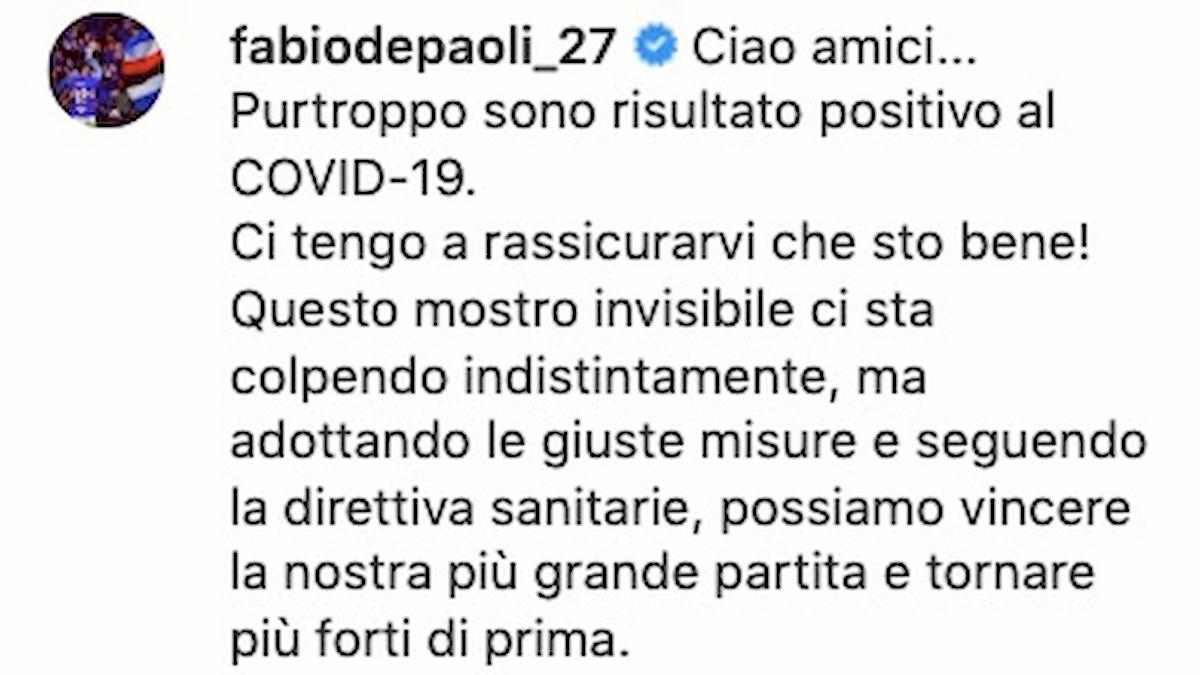 fabiodepaoli_27 Ciao amici...
Purtroppo sono risultato positivo al
COVID-19.
Ci tengo a rassicurarvi che sto bene!
Questo mostro invisibile ci sta
colpendo indistintamente, ma
adottando le giuste misure e seguendo
la direttiva sanitarie, possiamo vincere
la nostra più grande partita e tornare
più forti di prima.